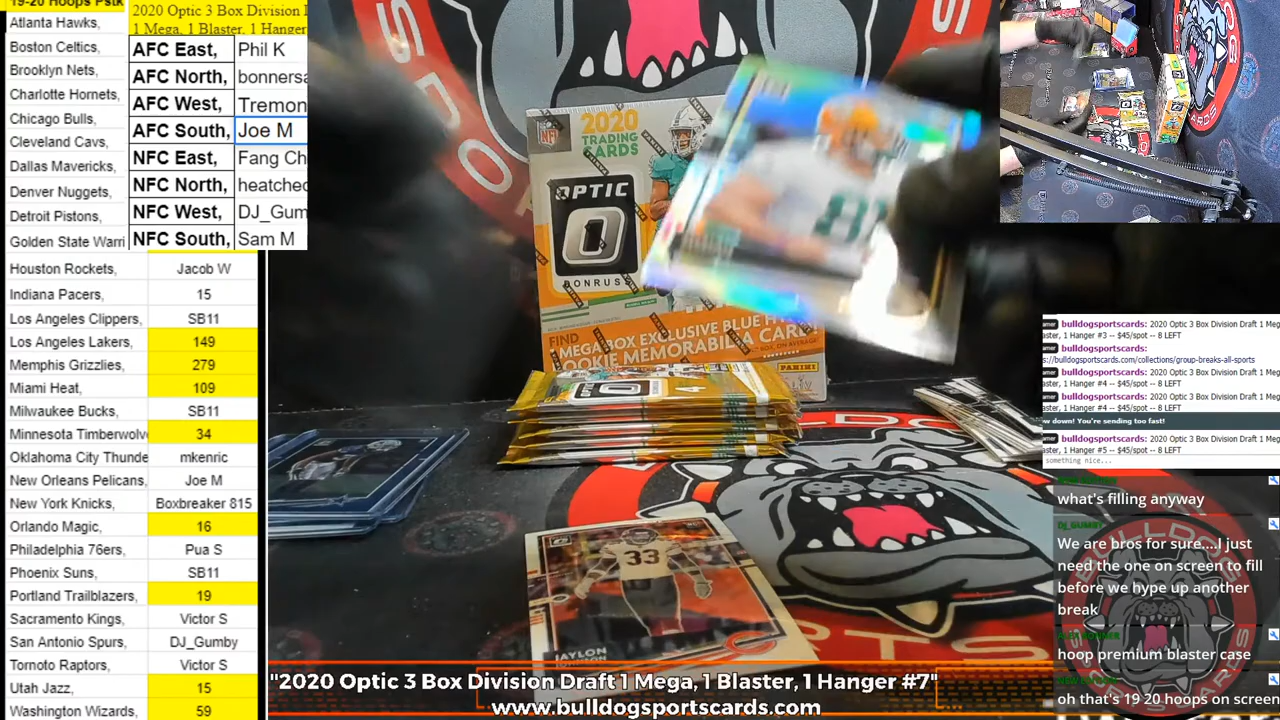 19-20 Hoops Pstk
Atlanta Hawks,
Boston Celtics,
Brooklyn Nets,
Charlotte Hornets,
Chicago Bulls,
Cleveland Cavs,
Dallas Mavericks,
Denver Nuggets,
Detroit Pistons,
Golden State Warri
Houston Rockets, Jacob W
Indiana Pacers, 15
Los Angeles Clippers, SB11
Los Angeles Lakers, 149
Memphis Grizzlies, 279
Miami Heat, 109
Milwaukee Bucks, SB11
Minnesota Timberwolv 34
Oklahoma City Thunde mkenric
New Orleans Pelicans, Joe M
New York Knicks, Boxbreaker 815
Orlando Magic, 16
Philadelphia 76ers, Pua S
Phoenix Suns, SB11
Portland Trailblazers, 19
Sacramento Kings, Victor S
San Antonio Spurs, DJ_Gumby
Tornoto Raptors, Victor S
Utah Jazz, 15
Washington Wizards, 59
2020 Optic 3 Box Division
1 Mega, 1 Blaster, 1 Hanger
AFC East, Phil K
AFC North, bonnersa
AFC West, Tremon
AFC South, Joe M
NFC East, Fang Ch
NFC North, heatched
NFC West, DJ_Gum
NFC South, Sam M
NFL
2020
TRADING
CARDS
OPTIC
DONRUSS
FIND
MEGA BOX EXCLUSIVE BLUE
ROOKIE MEMORABILIA CARD!
PANINI
4
33
JAYLON
bulldogsportscards: 2020 Optic 3 Box Division Draft 1 Meg
aster, 1 Hanger #3 -- $45/spot -- 8 LEFT
bulldogsportscards:
s://bulldogsportscards.com/collections/group-breaks-all-sports
bulldogsportscards: 2020 Optic 3 Box Division Draft 1 Meg
aster, 1 Hanger #4 -- $45/spot -- 8 LEFT
bulldogsportscards: 2020 Optic 3 Box Division Draft 1 Meg
aster, 1 Hanger #4 -- $45/spot -- 8 LEFT
w down! You're sending too fast!
bulldogsportscards: 2020 Optic 3 Box Division Draft 1 Meg
aster, 1 Hanger #5 -- $45/spot -- 8 LEFT
something nice...
what's filling anyway
DJ_GUMBY
We are bros for sure....I just
need the one on screen to fill
before we hype up another
break
hoop premium blaster case
oh that's 19-20 hoops on screen
"2020 Optic 3 Box Division Draft 1 Mega, 1 Blaster, 1 Hanger #7"
www.bulldogsportscards.com